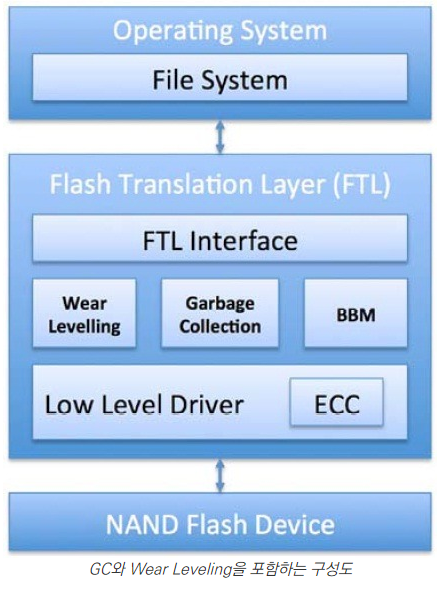 Operating System
File System
Flash Translation Layer (FTL)
FTL Interface
Wear
Levelling
Garbage
Collection
BBM
Low Level Driver
ECC
NAND Flash Device
GC와 Wear Leveling을 포함하는 구성도